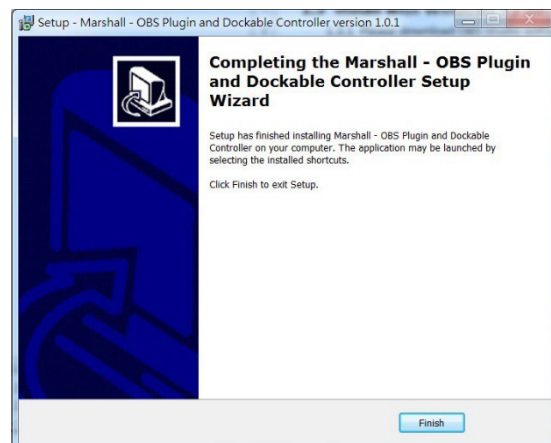 Setup - Marshall - OBS Plugin and Dockable Controller version 1.0.1
Completing the Marshall - OBS Plugin
and Dockable Controller Setup
Wizard
Setup has finished installing Marshall - OBS Plugin and Dockable
Controller on your computer. The application may be launched by
selecting the installed shortcuts.
Click Finish to exit Setup.
Finish